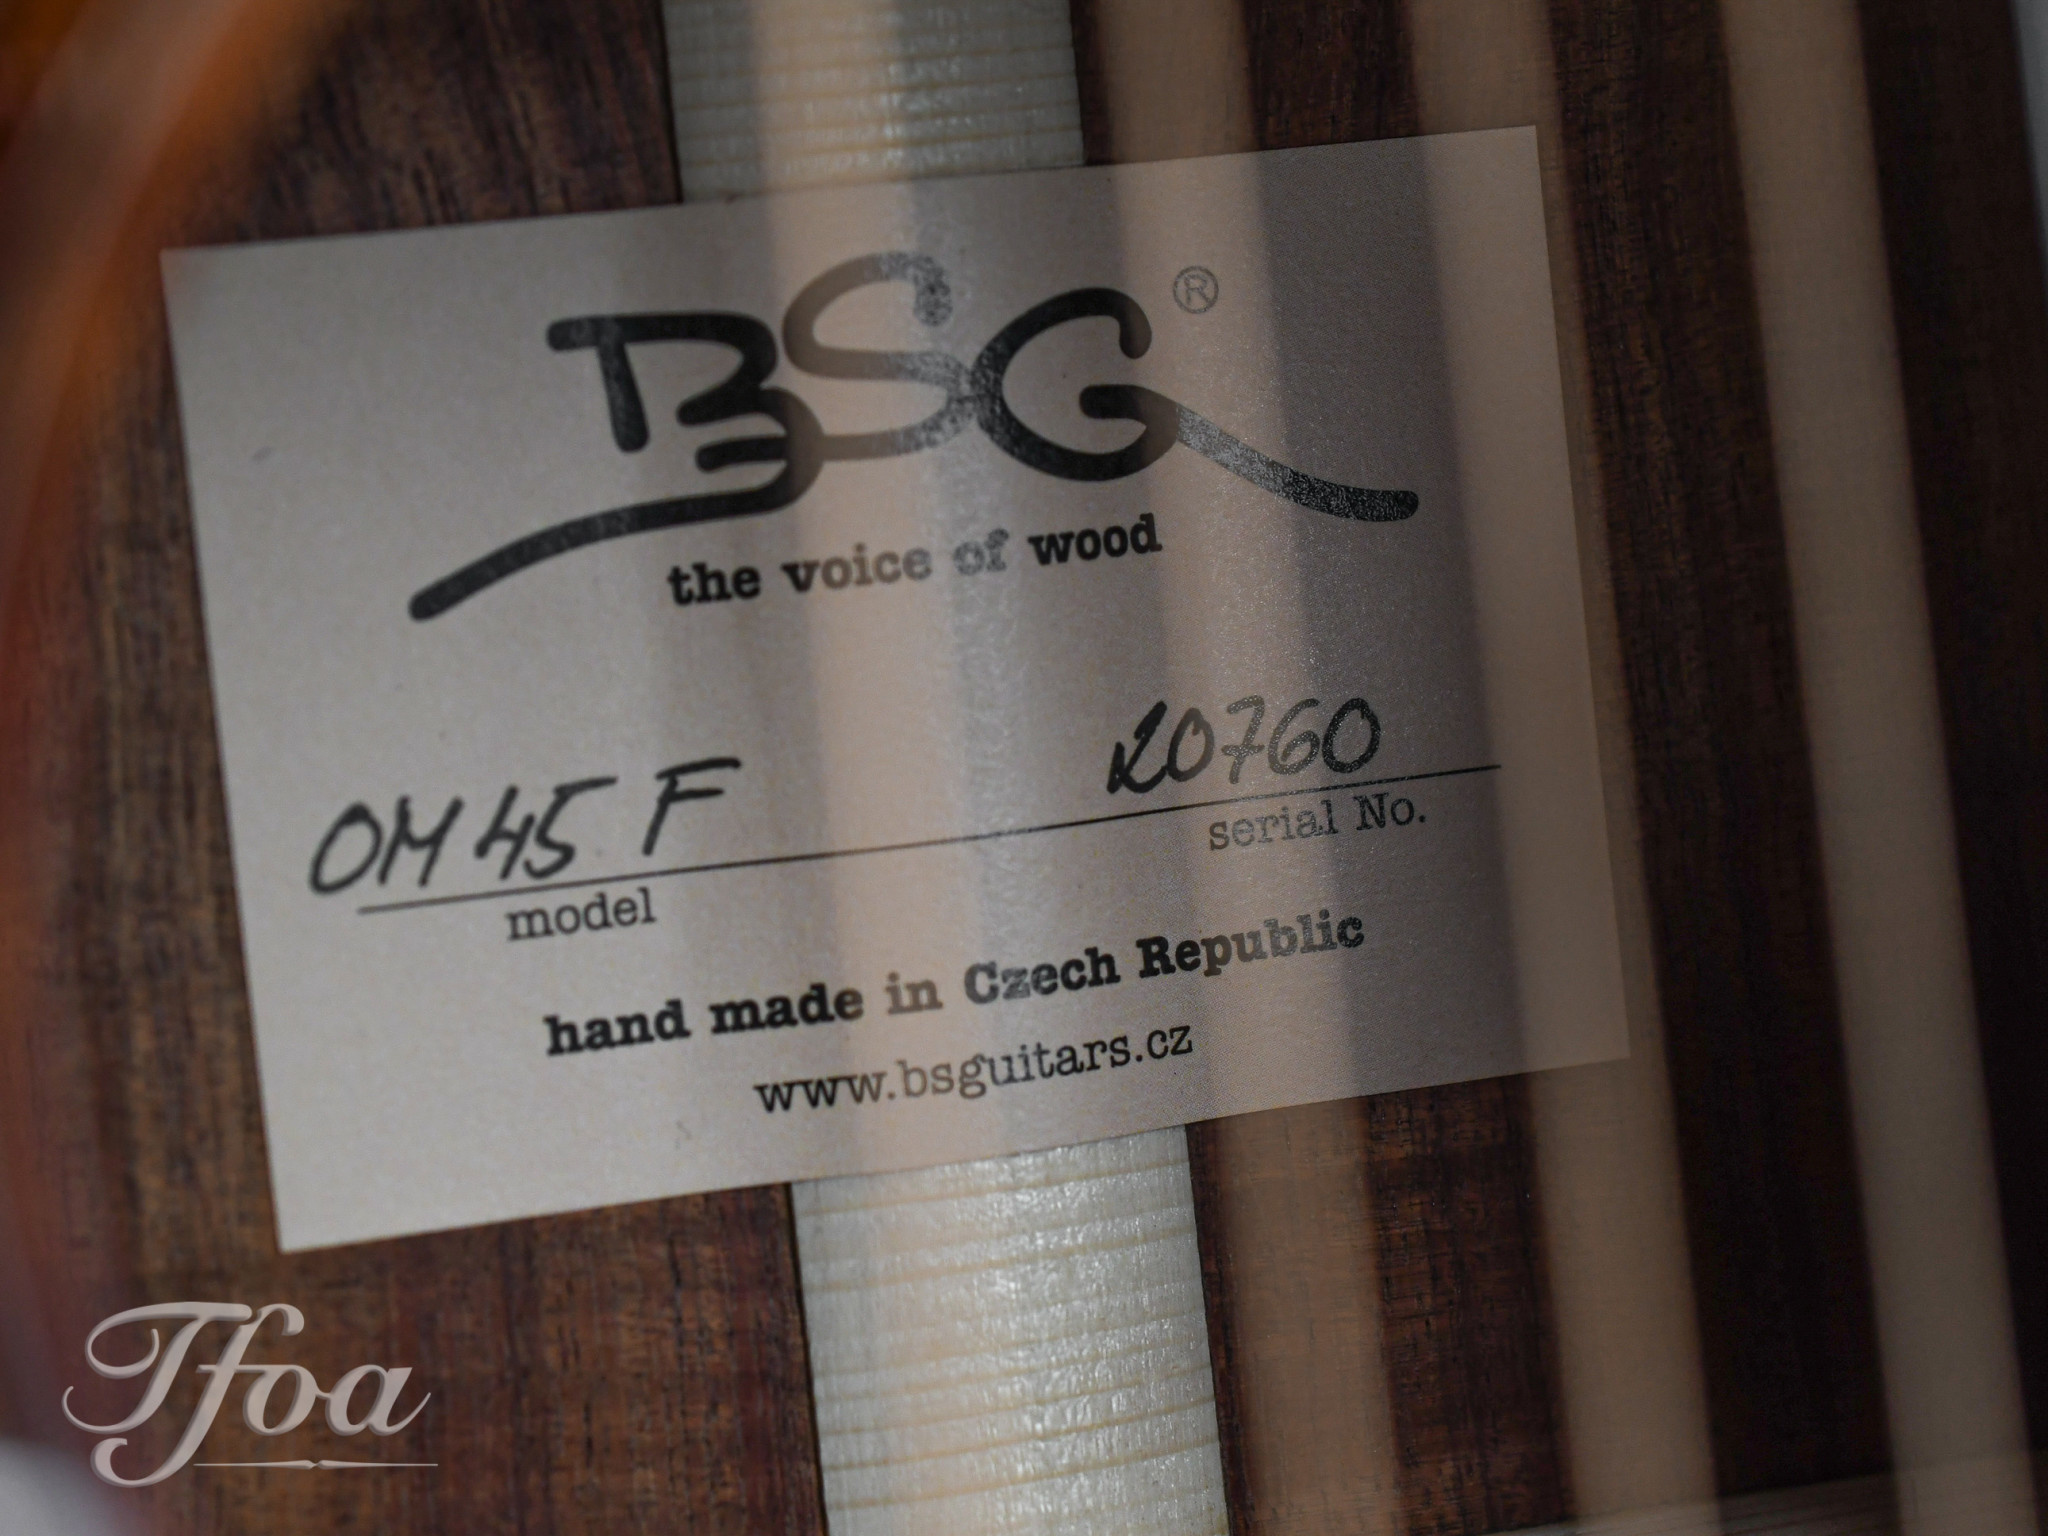 BSG®
the voice of wood
OM 45 F 20760
model serial No.
hand made in Czech Republic
www.bsguitars.cz
Tfoa